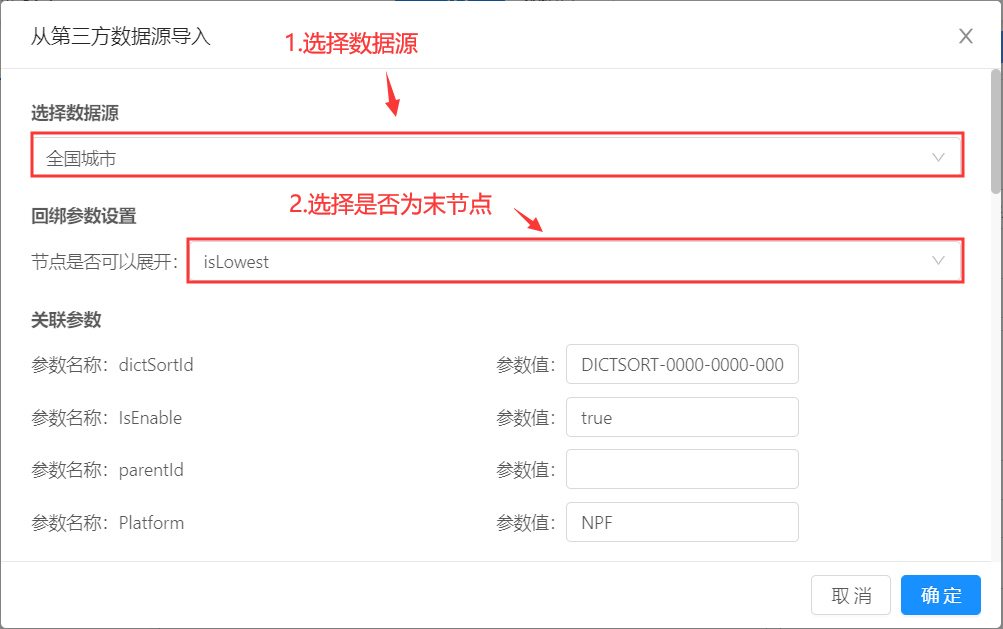 从第三方数据源导入
1.选择数据源
选择数据源
全国城市
2.选择是否为末节点
回绑参数设置
节点是否可以展开: isLowest
关联参数
参数名称: dictSortId 参数值: DICTSORT-0000-0000-000
参数名称: IsEnable 参数值: true
参数名称: parentId 参数值:
参数名称: Platform 参数值: NPF
取 消 确 定